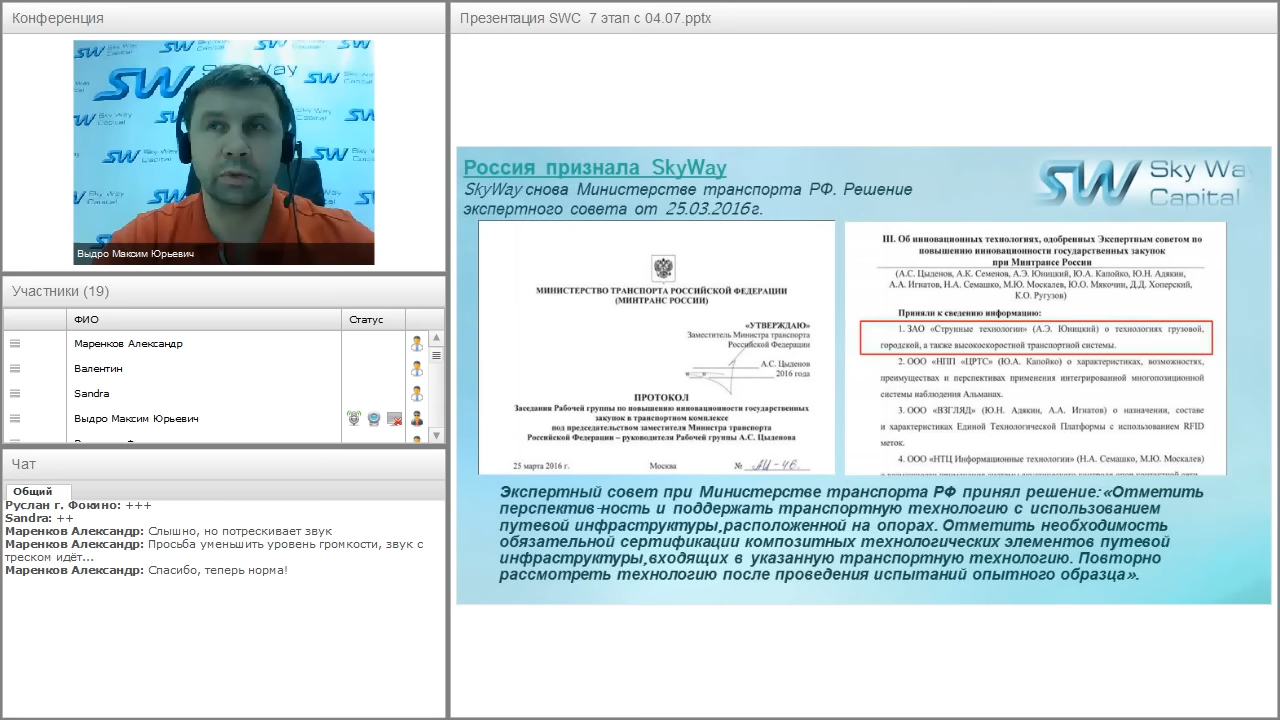 Конференция
Sky Way
Capital
Выдро Максим Юрьевич
Участники (19)
ФИО
Статус
Маренков Александр
Валентин
Sandra
Выдро Максим Юрьевич
Чат
Общий
Руслан г. Фокино: +++
Sandra: ++
Маренков Александр: Слышно, но потрескивает звук
Маренков Александр: Просьба уменьшить уровень громкости, звук с
треском идёт...
Маренков Александр: Спасибо, теперь норма!
Презентация SWC 7 этап с 04.07.pptx
Россия признала SkyWay
SkyWay снова Министерстве транспорта РФ. Решение
экспертного совета от 25.03.2016г.
SW Sky Way
Capital
МИНИСТЕРСТВО ТРАНСПОРТА РОССИЙСКОЙ ФЕДЕРАЦИИ
(МИНТРАНС РОССИИ)
«УТВЕРЖДАЮ»
Заместитель Министра транспорта
Российской Федерации
А.С. Цыденов
2016 года
ПРОТОКОЛ
Заседания Рабочей группы по повышению инновационности государственных
закупок в транспортном комплексе
под председательством заместителя Министра транспорта
Российской Федерации – руководителя Рабочей группы А.С. Цыденова
25 марта 2016 г. Москва № АЦ-46.
III. Об инновационных технологиях, одобренных Экспертным советом по
повышению инновационности государственных закупок
при Минтрансе России
(А.С. Цыденов, А.К. Семенов, А.Э. Юницкий, Ю.А. Капойко, Ю.Н. Адякин,
А.А. Игнатов, Н.А. Семашко, М.Ю. Москалев, Ю.О. Мякочин, Д.Д. Хоперский,
К.О. Ругузов)
Приняли к сведению информацию:
1. ЗАО «Струнные технологии» (А.Э. Юницкий) о технологиях грузовой,
городской, а также высокоскоростной транспортной системы.
2. ООО «НПП «ЦРТС» (Ю.А. Капойко) о характеристиках, возможностях,
преимуществах и перспективах применения интегрированной многопозиционной
системы наблюдения Альманах.
3. ООО «ВЗГЛЯД» (Ю.Н. Адякин, А.А. Игнатов) о назначении, составе
и характеристиках Единой Технологической Платформы с использованием RFID
меток.
4. ООО «НТЦ Информационные технологии» (Н.А. Семашко, М.Ю. Москалев)
Экспертный совет при Министерстве транспорта РФ принял решение:«Отметить
перспектив-ность и поддержать транспортную технологию с использованием
путевой инфраструктуры,расположенной на опорах. Отметить необходимость
обязательной сертификации композитных технологических элементов путевой
инфраструктуры,входящих в указанную транспортную технологию. Повторно
рассмотреть технологию после проведения испытаний опытного образца».